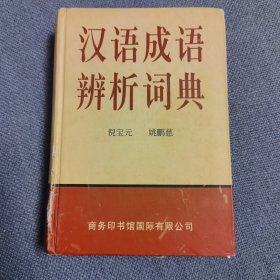 汉语成语
辨析词典
倪宝元 姚鹏慈
商务印书馆国际有限公司